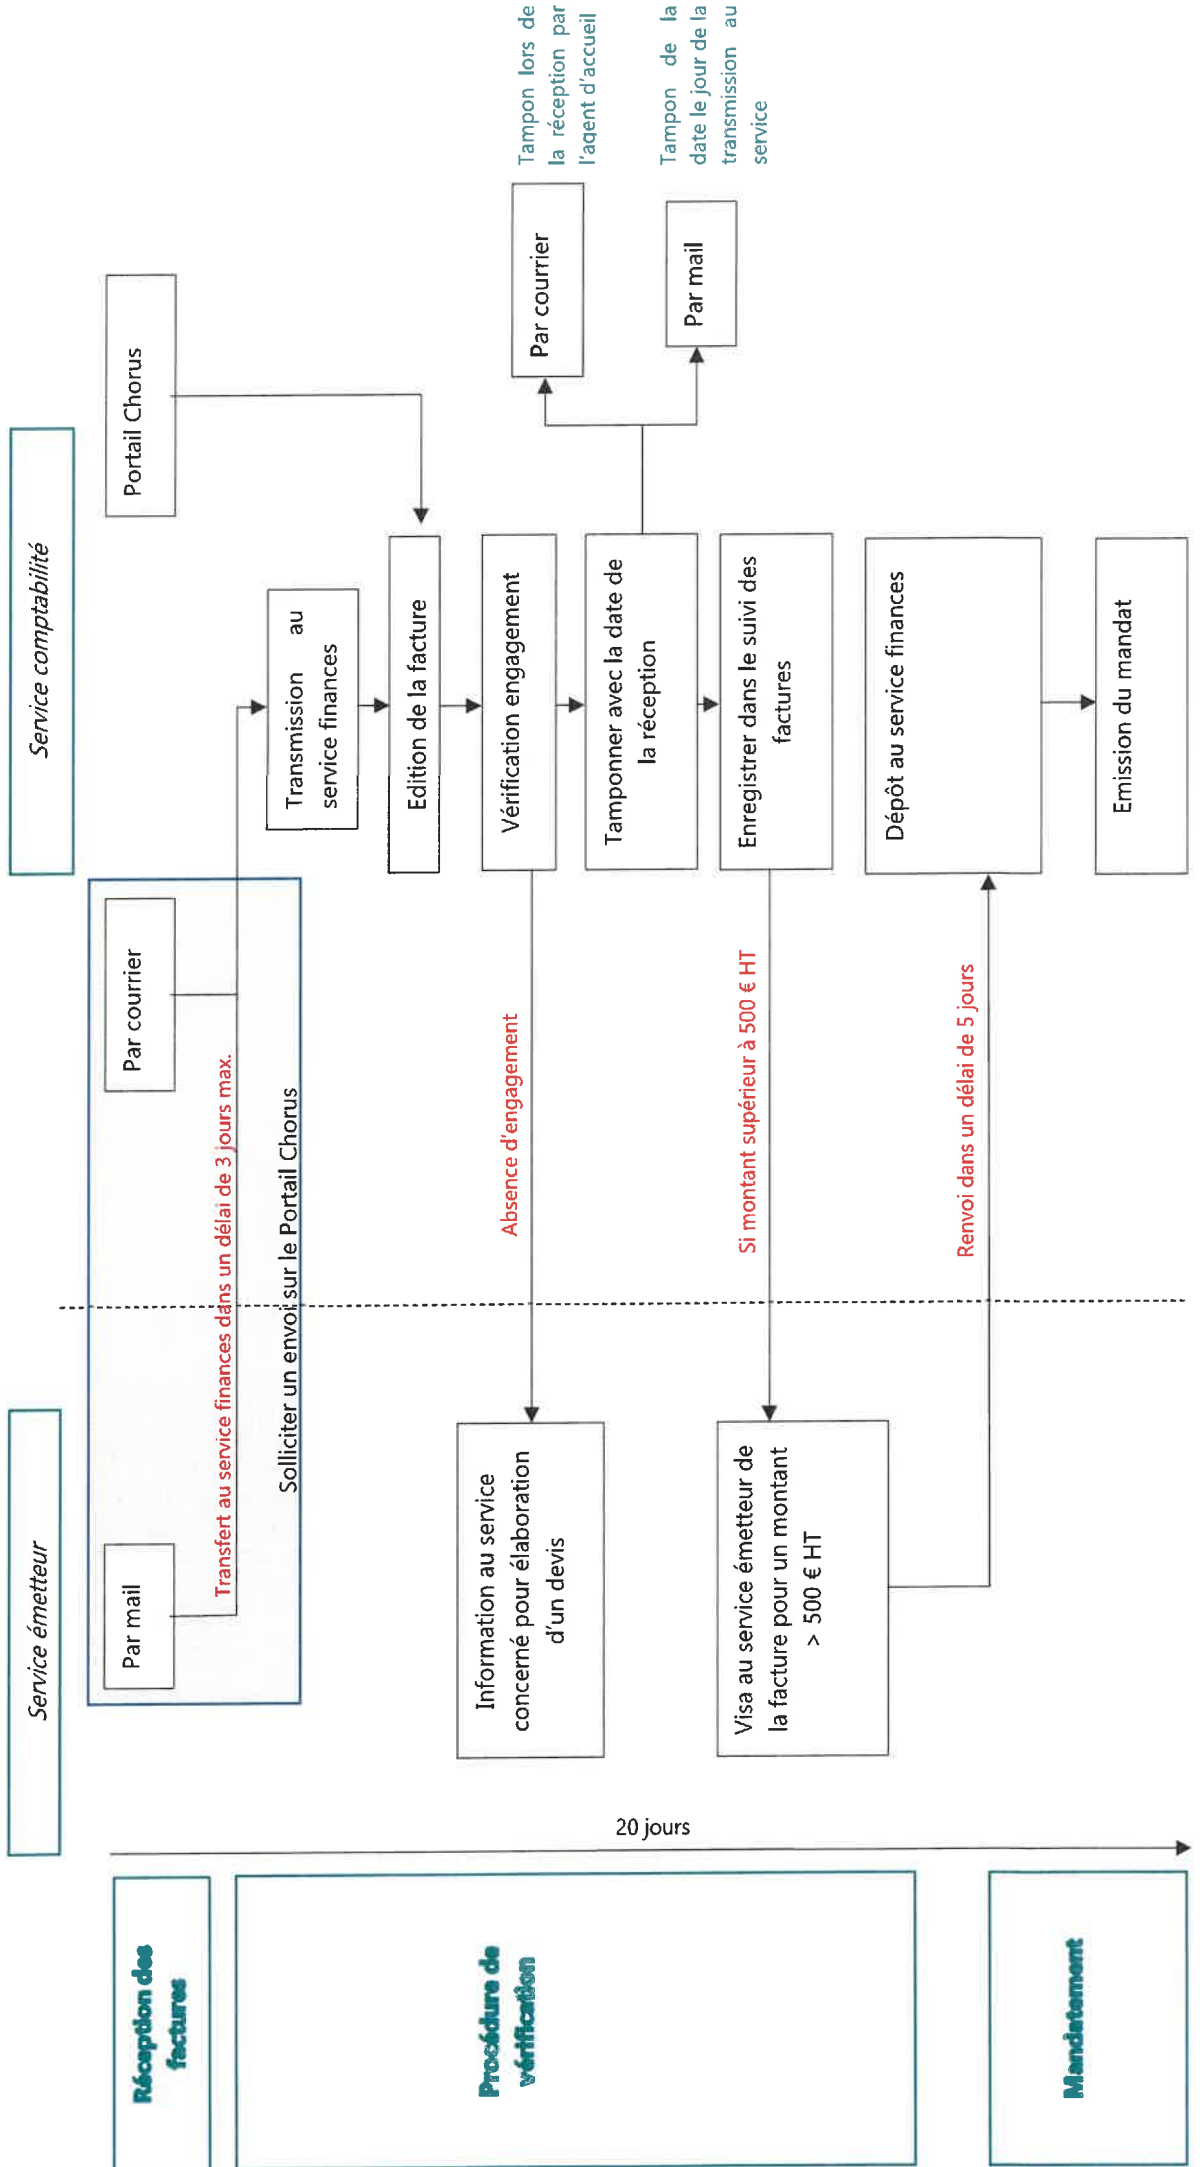 Service émetteur
Service comptabilité
Réception des
factures
Par mail
Par courrier
Portail Chorus
Transfert au service finances dans un délai de 3 jours max.
Solliciter un envoi sur le Portail Chorus
Transmission au
service finances
Edition de la facture
Procédure de
vérification
20 jours
Information au service
concerné pour élaboration
d'un devis
Absence d'engagement
Vérification engagement
Tamponner avec la date de
la réception
Par courrier
Tampon lors de
la réception par
l'agent d'accueil
Par mail
Tampon de la
date le jour de la
transmission au
service
Visa au service émetteur de
la facture pour un montant
> 500 € HT
Si montant supérieur à 500 € HT
Enregistrer dans le suivi des
factures
Renvoi dans un délai de 5 jours
Dépôt au service finances
Mandatement
Emission du mandat